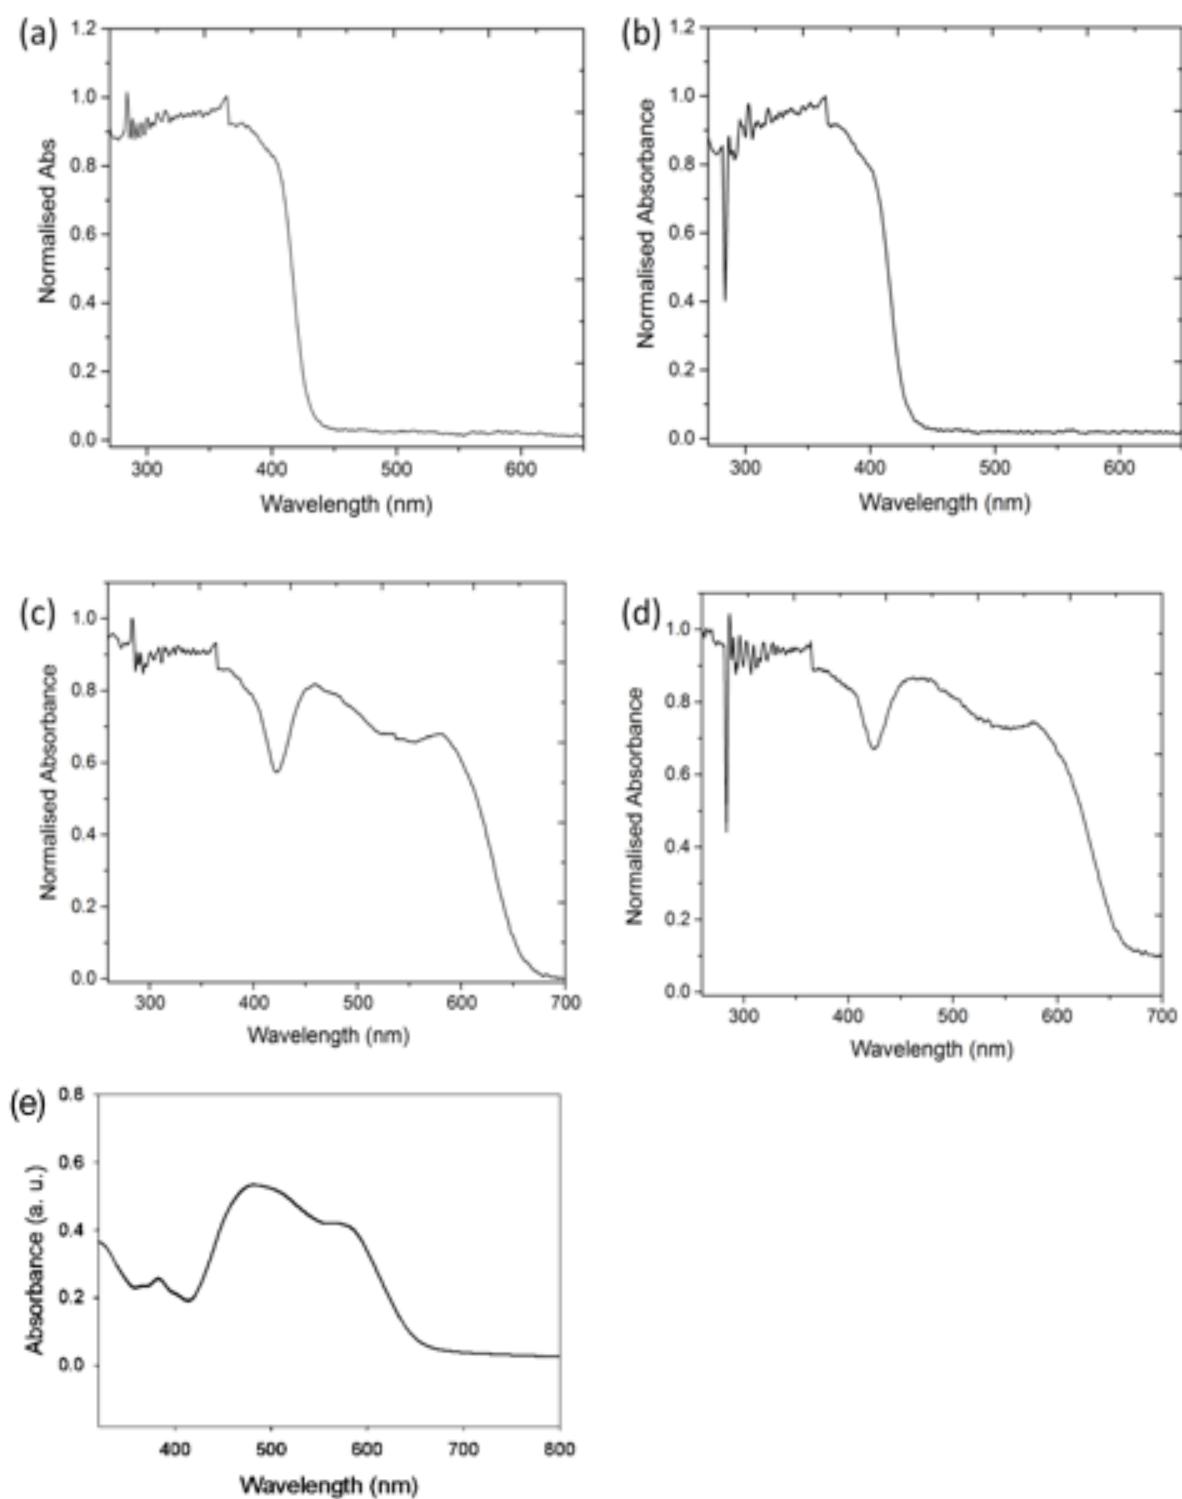 (a)
1.2
1.0
0.8
0.6
0.4
0.2
0.0
Normalised Abs
300 400 500 600
Wavelength (nm)
(b)
1.2
1.0
0.8
0.6
0.4
0.2
0.0
Normalised Absorbance
300 400 500 600
Wavelength (nm)
(c)
1.0
0.8
0.6
0.4
0.2
0.0
Normalised Absorbance
300 400 500 600 700
Wavelength (nm)
(d)
1.0
0.8
0.6
0.4
0.2
0.0
Normalised Absorbance
300 400 500 600 700
Wavelength (nm)
(e)
0.8
0.6
0.4
0.2
0.0
Absorbance (a. u.)
400 500 600 700 800
Wavelength (nm)